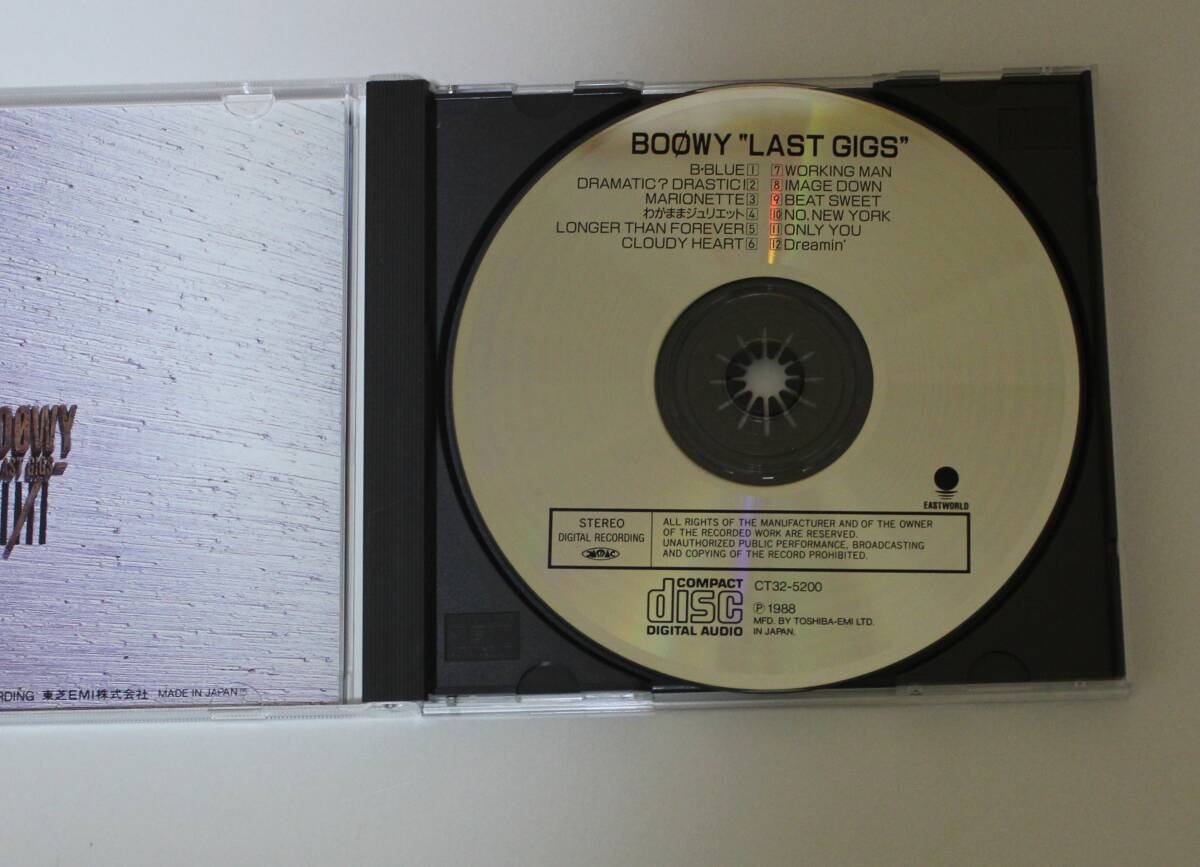 BOØWY "LAST GIGS"
B・BLUE 1
DRAMATIC? DRASTIC! 2
MARIONETTE 3
わがままジュリエット 4
LONGER THAN FOREVER 5
CLOUDY HEART 6
7 WORKING MAN
8 IMAGE DOWN
9 BEAT SWEET
10 NO. NEW YORK
11 ONLY YOU
12 Dreamin'
EASTWORLD
STEREO
DIGITAL RECORDING
ALL RIGHTS OF THE MANUFACTURER AND OF THE OWNER
OF THE RECORDED WORK ARE RESERVED.
UNAUTHORIZED PUBLIC PERFORMANCE, BROADCASTING
AND COPYING OF THE RECORD PROHIBITED.
COMPACT
disc
DIGITAL AUDIO
CT32-5200
Ⓟ1988
MFD. BY TOSHIBA-EMI LTD.
IN JAPAN.
OØWY
GIGS
RDING 東芝EMI株式会社 MADE IN JAPAN